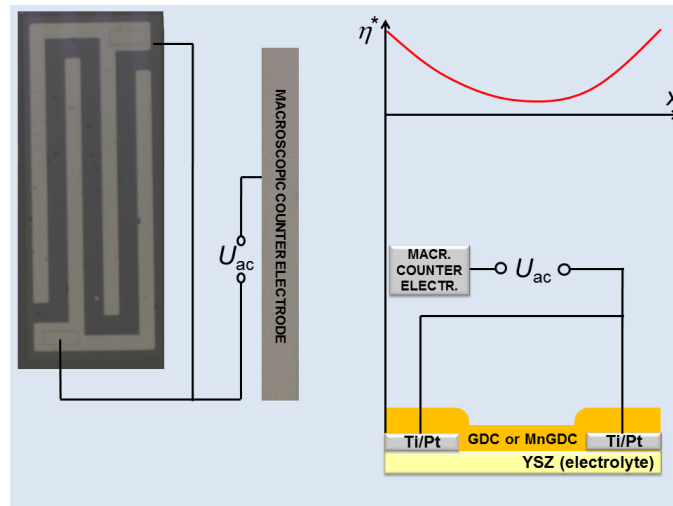 MACROSCOPIC COUNTER ELECTRODE
U ac
η*
X
MACR.
COUNTER
ELECTR.
U ac
Ti/Pt
GDC or MnGDC
Ti/Pt
YSZ (electrolyte)